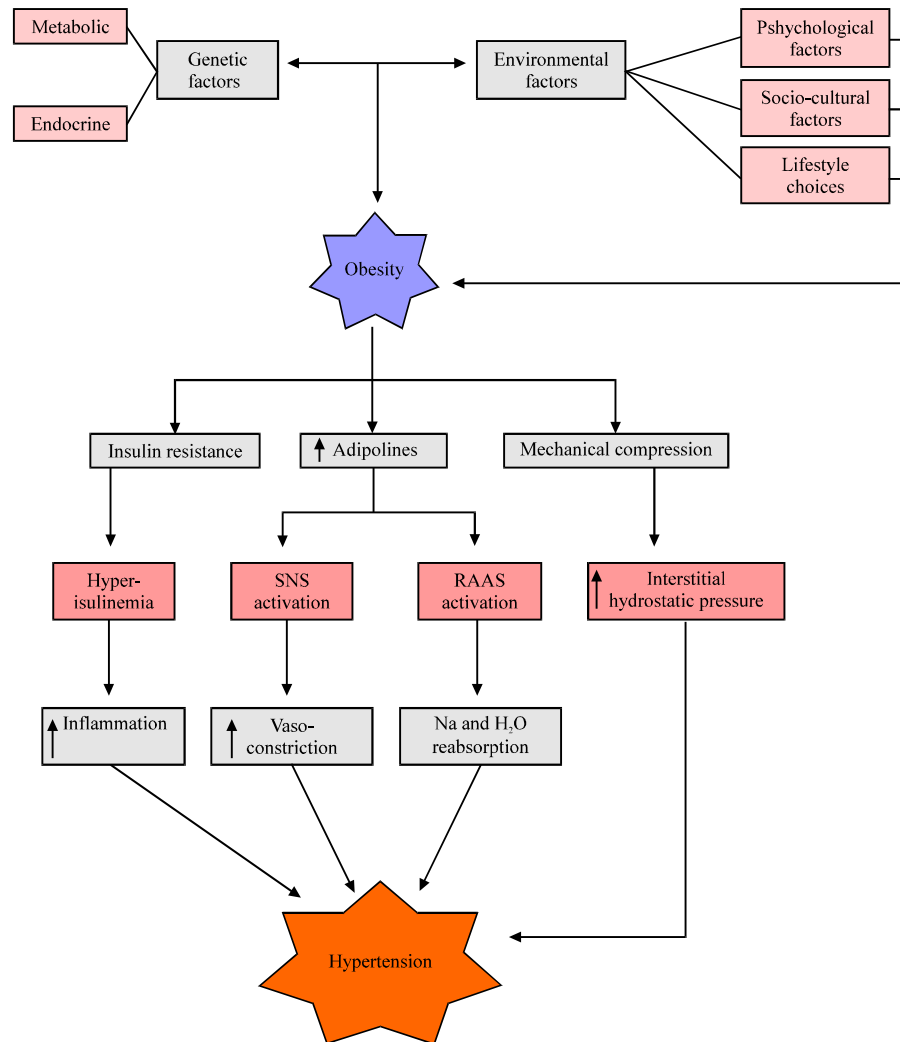 Metabolic
Genetic
factors
Endocrine
Environmental
factors
Pshychological
factors
Socio-cultural
factors
Lifestyle
choices
Obesity
Insulin resistance
Adipolines
Mechanical compression
Hyper-
isulinemia
SNS
activation
RAAS
activation
Interstitial
hydrostatic pressure
Inflammation
Vaso-
constriction
Na and H₂O
reabsorption
Hypertension